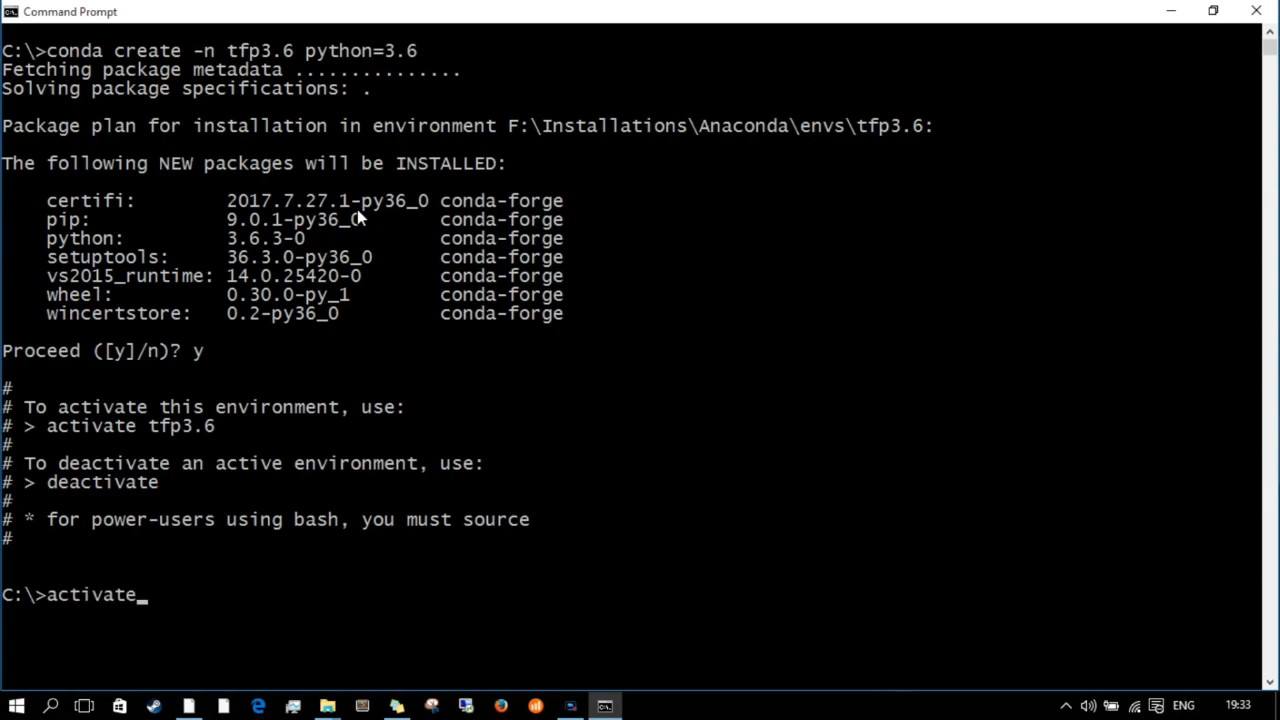 Command Prompt
C:\>conda create -n tfp3.6 python=3.6
Fetching package metadata ...............
Solving package specifications: .
Package plan for installation in environment F:\Installations\Anaconda\envs\tfp3.6:
The following NEW packages will be INSTALLED:
certifi: 2017.7.27.1-py36_0 conda-forge
pip: 9.0.1-py36_0 conda-forge
python: 3.6.3-0 conda-forge
setuptools: 36.3.0-py36_0 conda-forge
vs2015_runtime: 14.0.25420-0 conda-forge
wheel: 0.30.0-py_1 conda-forge
wincertstore: 0.2-py36_0 conda-forge
Proceed ([y]/n)? y
#
# To activate this environment, use:
# > activate tfp3.6
#
# To deactivate an active environment, use:
# > deactivate
#
# * for power-users using bash, you must source
#
C:\>activate_
ENG 19:33